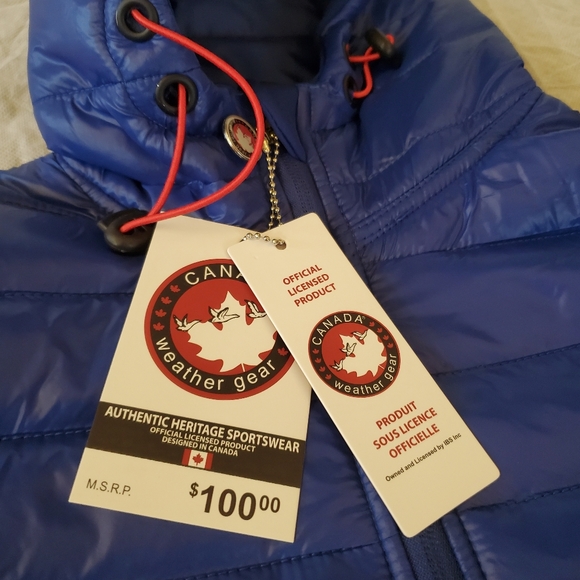 CANA
weather gear
AUTHENTIC HERITAGE SPORTSWEAR
OFFICIAL LICENSED PRODUCT
DESIGNED IN CANADA
M.S.R.P. $100.00
OFFICIAL
LICENSED
PRODUCT
CANADA®
weather gear
PRODUIT
SOUS LICENCE
OFFICIELLE
Owned and Licensed by IBS Inc